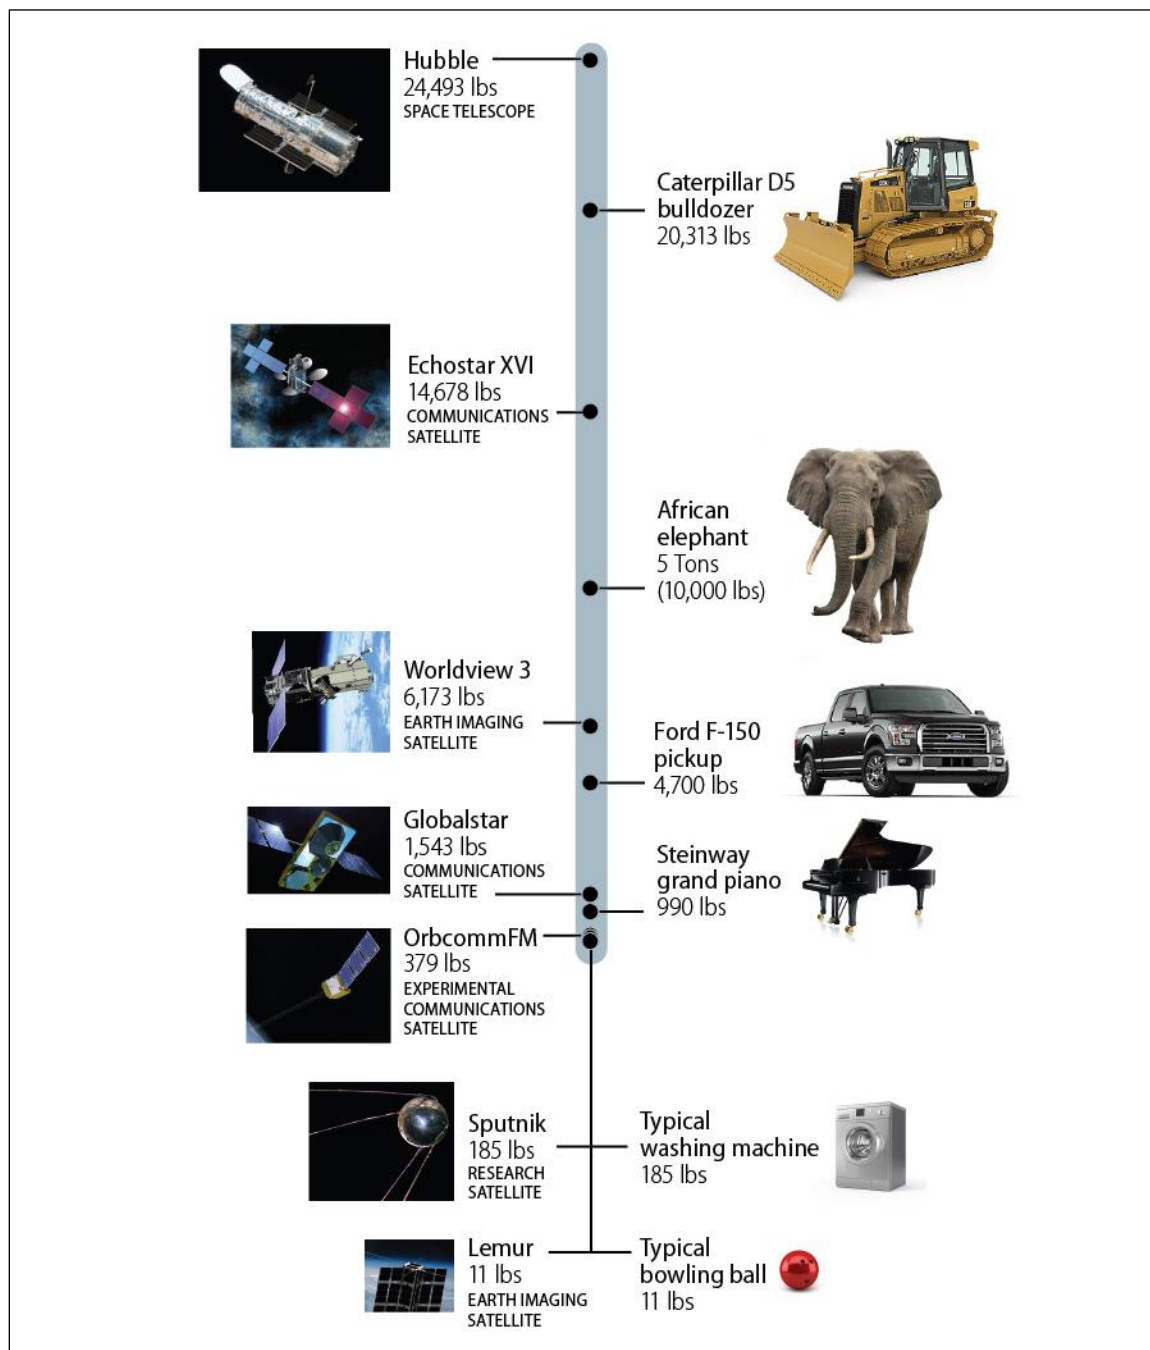 Hubble
24,493 lbs
SPACE TELESCOPE
Caterpillar D5
bulldozer
20,313 lbs
Echostar XVI
14,678 lbs
COMMUNICATIONS
SATELLITE
African
elephant
5 Tons
(10,000 lbs)
Worldview 3
6,173 lbs
EARTH IMAGING
SATELLITE
Ford F-150
pickup
4,700 lbs
Globalstar
1,543 lbs
COMMUNICATIONS
SATELLITE
Steinway
grand piano
990 lbs
OrbcommFM
379 lbs
EXPERIMENTAL
COMMUNICATIONS
SATELLITE
Sputnik
185 lbs
RESEARCH
SATELLITE
Typical
washing machine
185 lbs
Lemur
11 lbs
EARTH IMAGING
SATELLITE
Typical
bowling ball
11 lbs